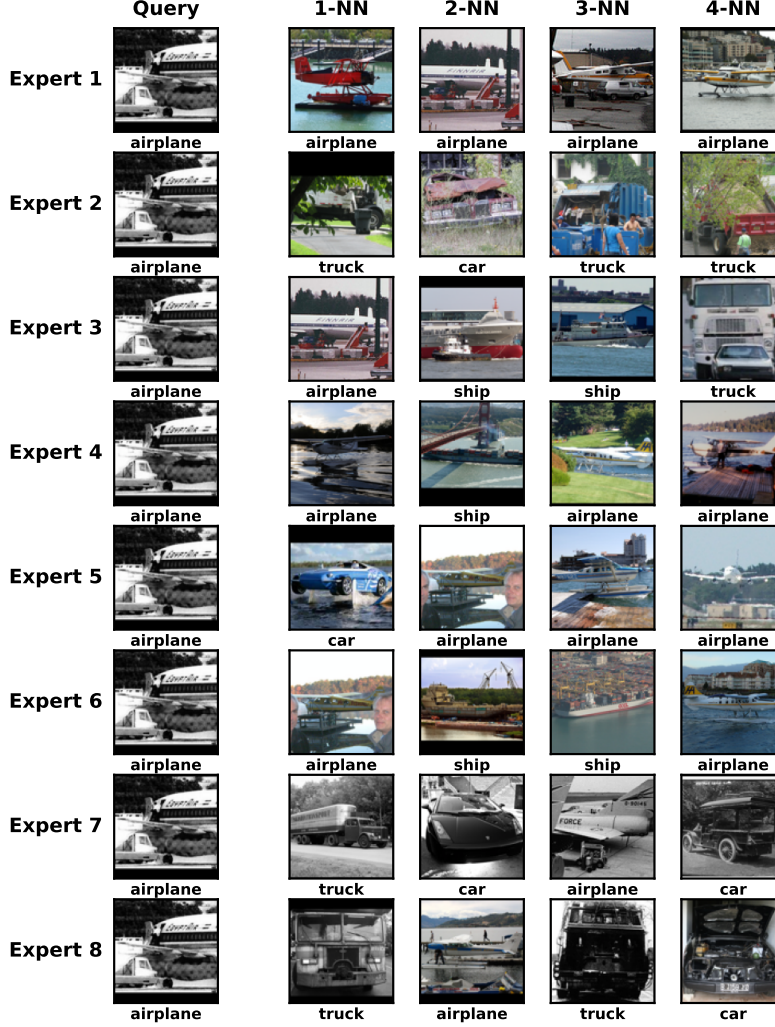 Query 1-NN 2-NN 3-NN 4-NN
Expert 1
airplane airplane airplane airplane airplane
FINNAIR
Expert 2
airplane truck car truck truck
Expert 3
FINNAIR
airplane airplane ship ship truck
Expert 4
airplane airplane ship airplane airplane
Expert 5
airplane car airplane airplane airplane
Expert 6
airplane airplane ship ship airplane
Expert 7
FORCE
airplane truck car airplane car
Expert 8
airplane truck airplane truck car